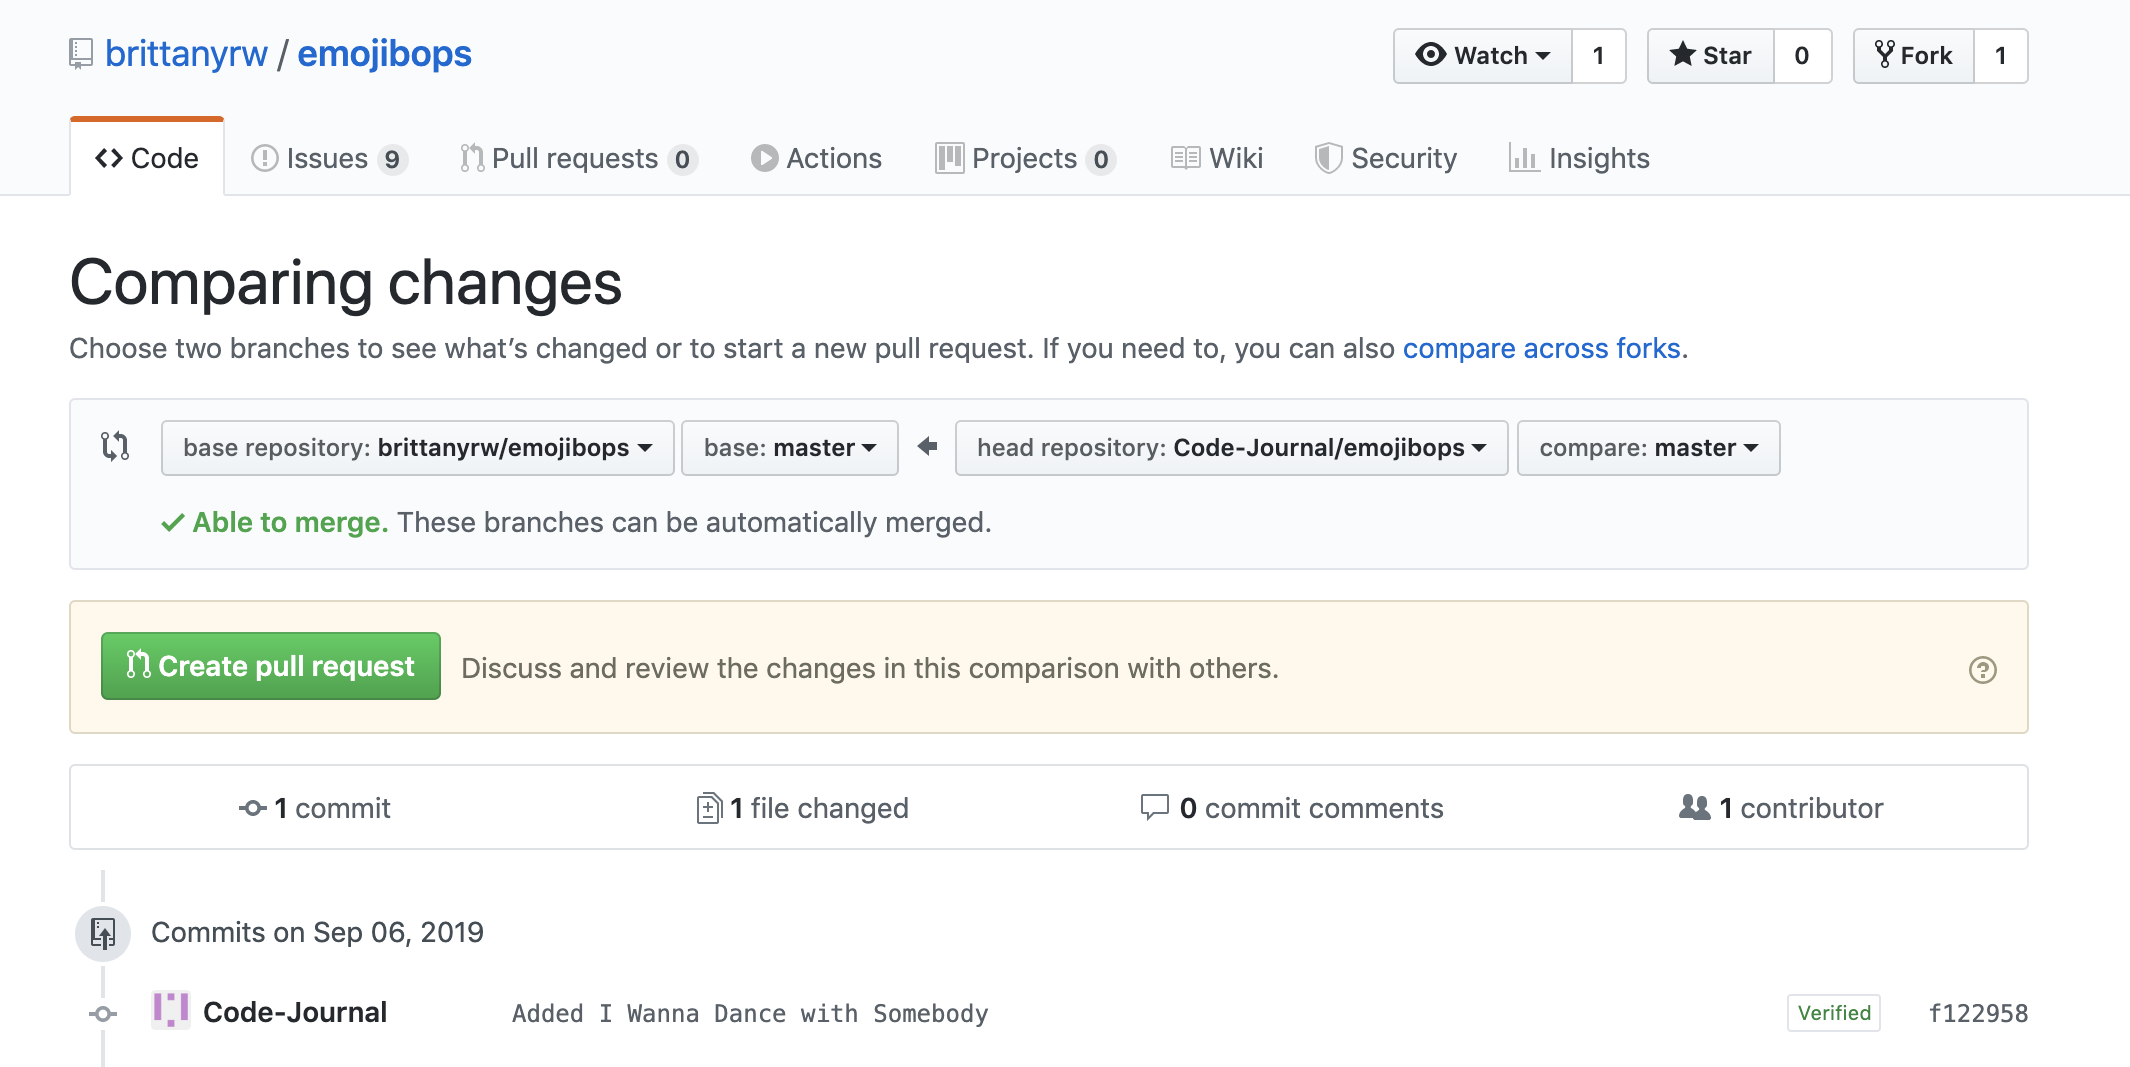 brittanyrw / emojibops
Watch 1 Star 0 Fork 1
Code Issues 9 Pull requests 0 Actions Projects 0 Wiki Security Insights
Comparing changes
Choose two branches to see what’s changed or to start a new pull request. If you need to, you can also compare across forks.
base repository: brittanyrw/emojibops base: master head repository: Code-Journal/emojibops compare: master
Able to merge. These branches can be automatically merged.
Create pull request Discuss and review the changes in this comparison with others.
1 commit 1 file changed 0 commit comments 1 contributor
Commits on Sep 06, 2019
Code-Journal Added I Wanna Dance with Somebody Verified f122958